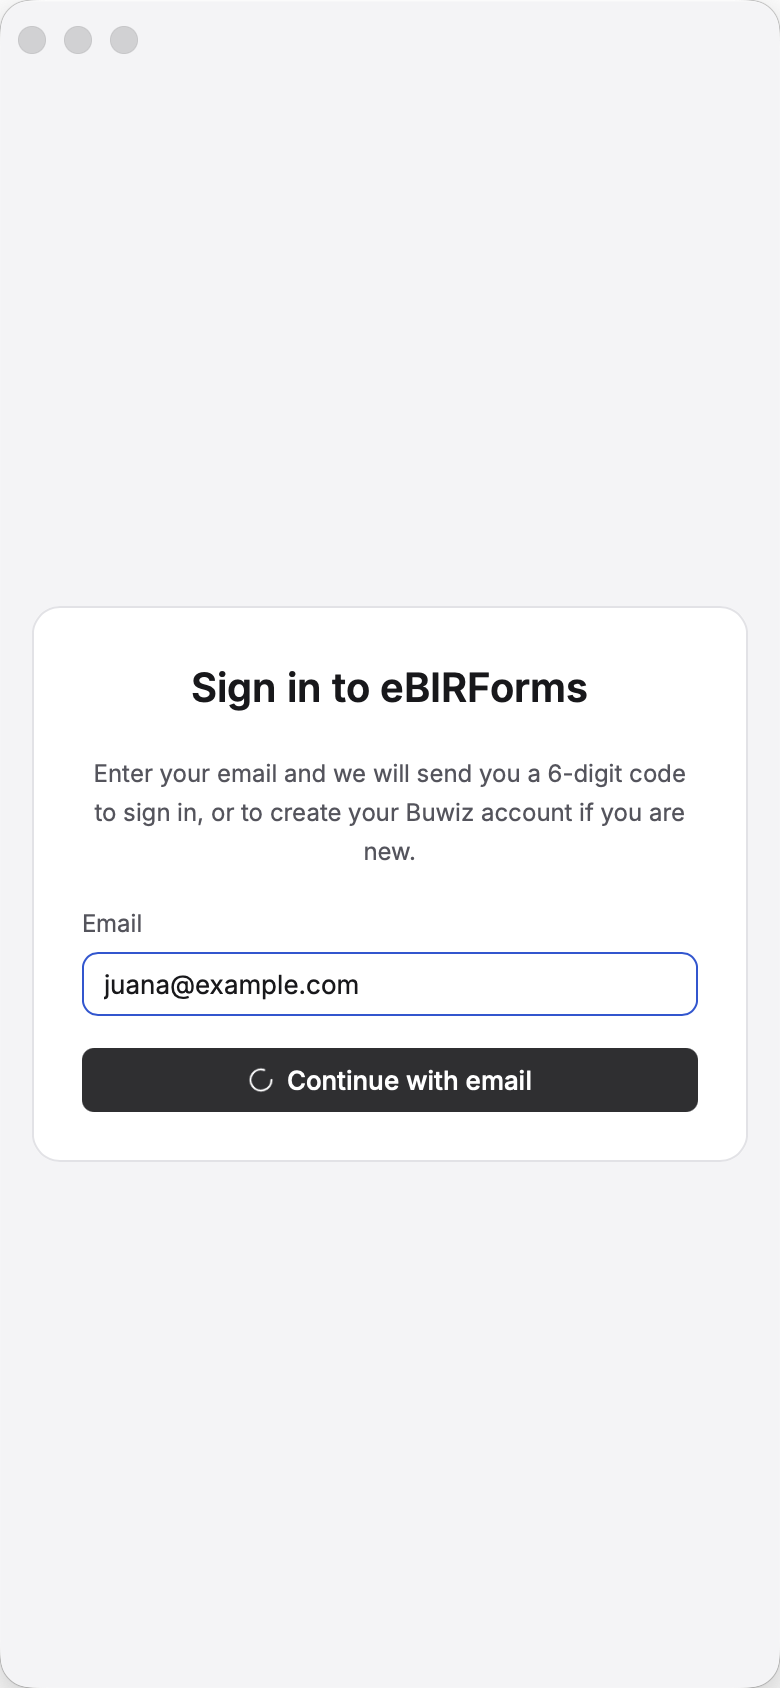 Sign in to eBIRForms
Enter your email and we will send you a 6-digit code
to sign in, or to create your Buwiz account if you are
new.
Email
juana@example.com
Continue with email